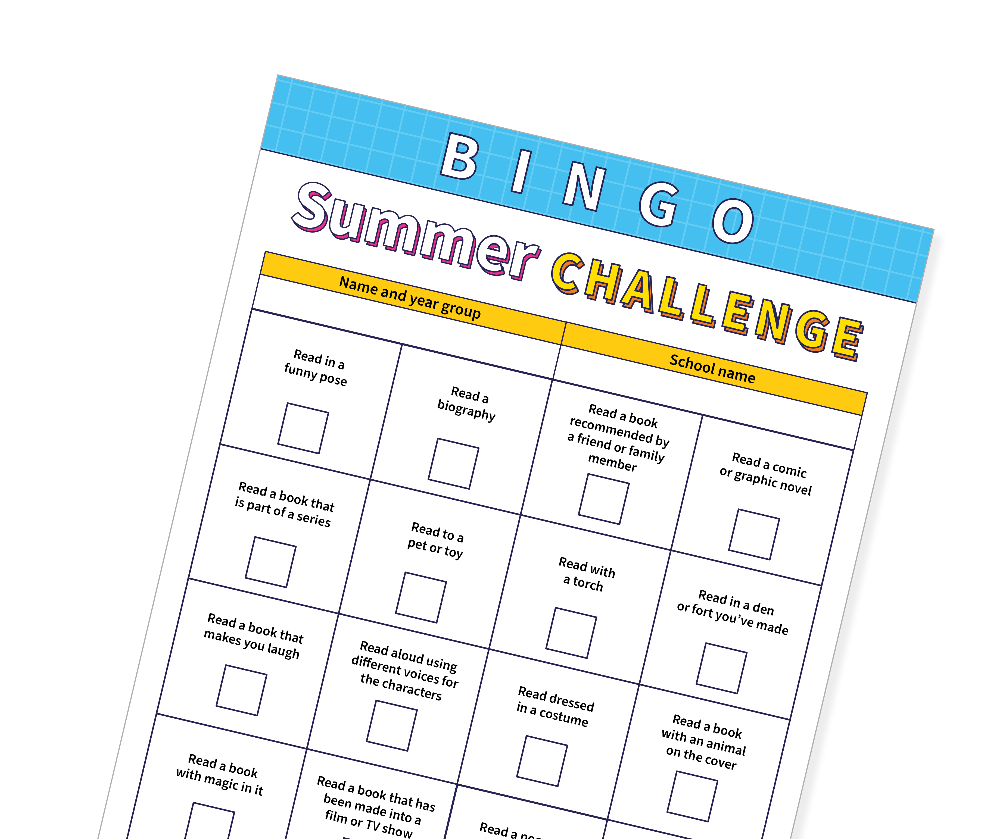 BINGO
Summer CHALLENGE
Name and year group
School name
Read in a
funny pose
Read a
biography
Read a book
recommended by
a friend or family
member
Read a comic
or graphic novel
Read a book that
is part of a series
Read to a
pet or toy
Read with
a torch
Read in a den
or fort you’ve made
Read a book that
makes you laugh
Read aloud using
different voices for
the characters
Read dressed
in a costume
Read a book
with an animal
on the cover
Read a book
with magic in it
Read a book that has
been made into a
film or TV show
Read a